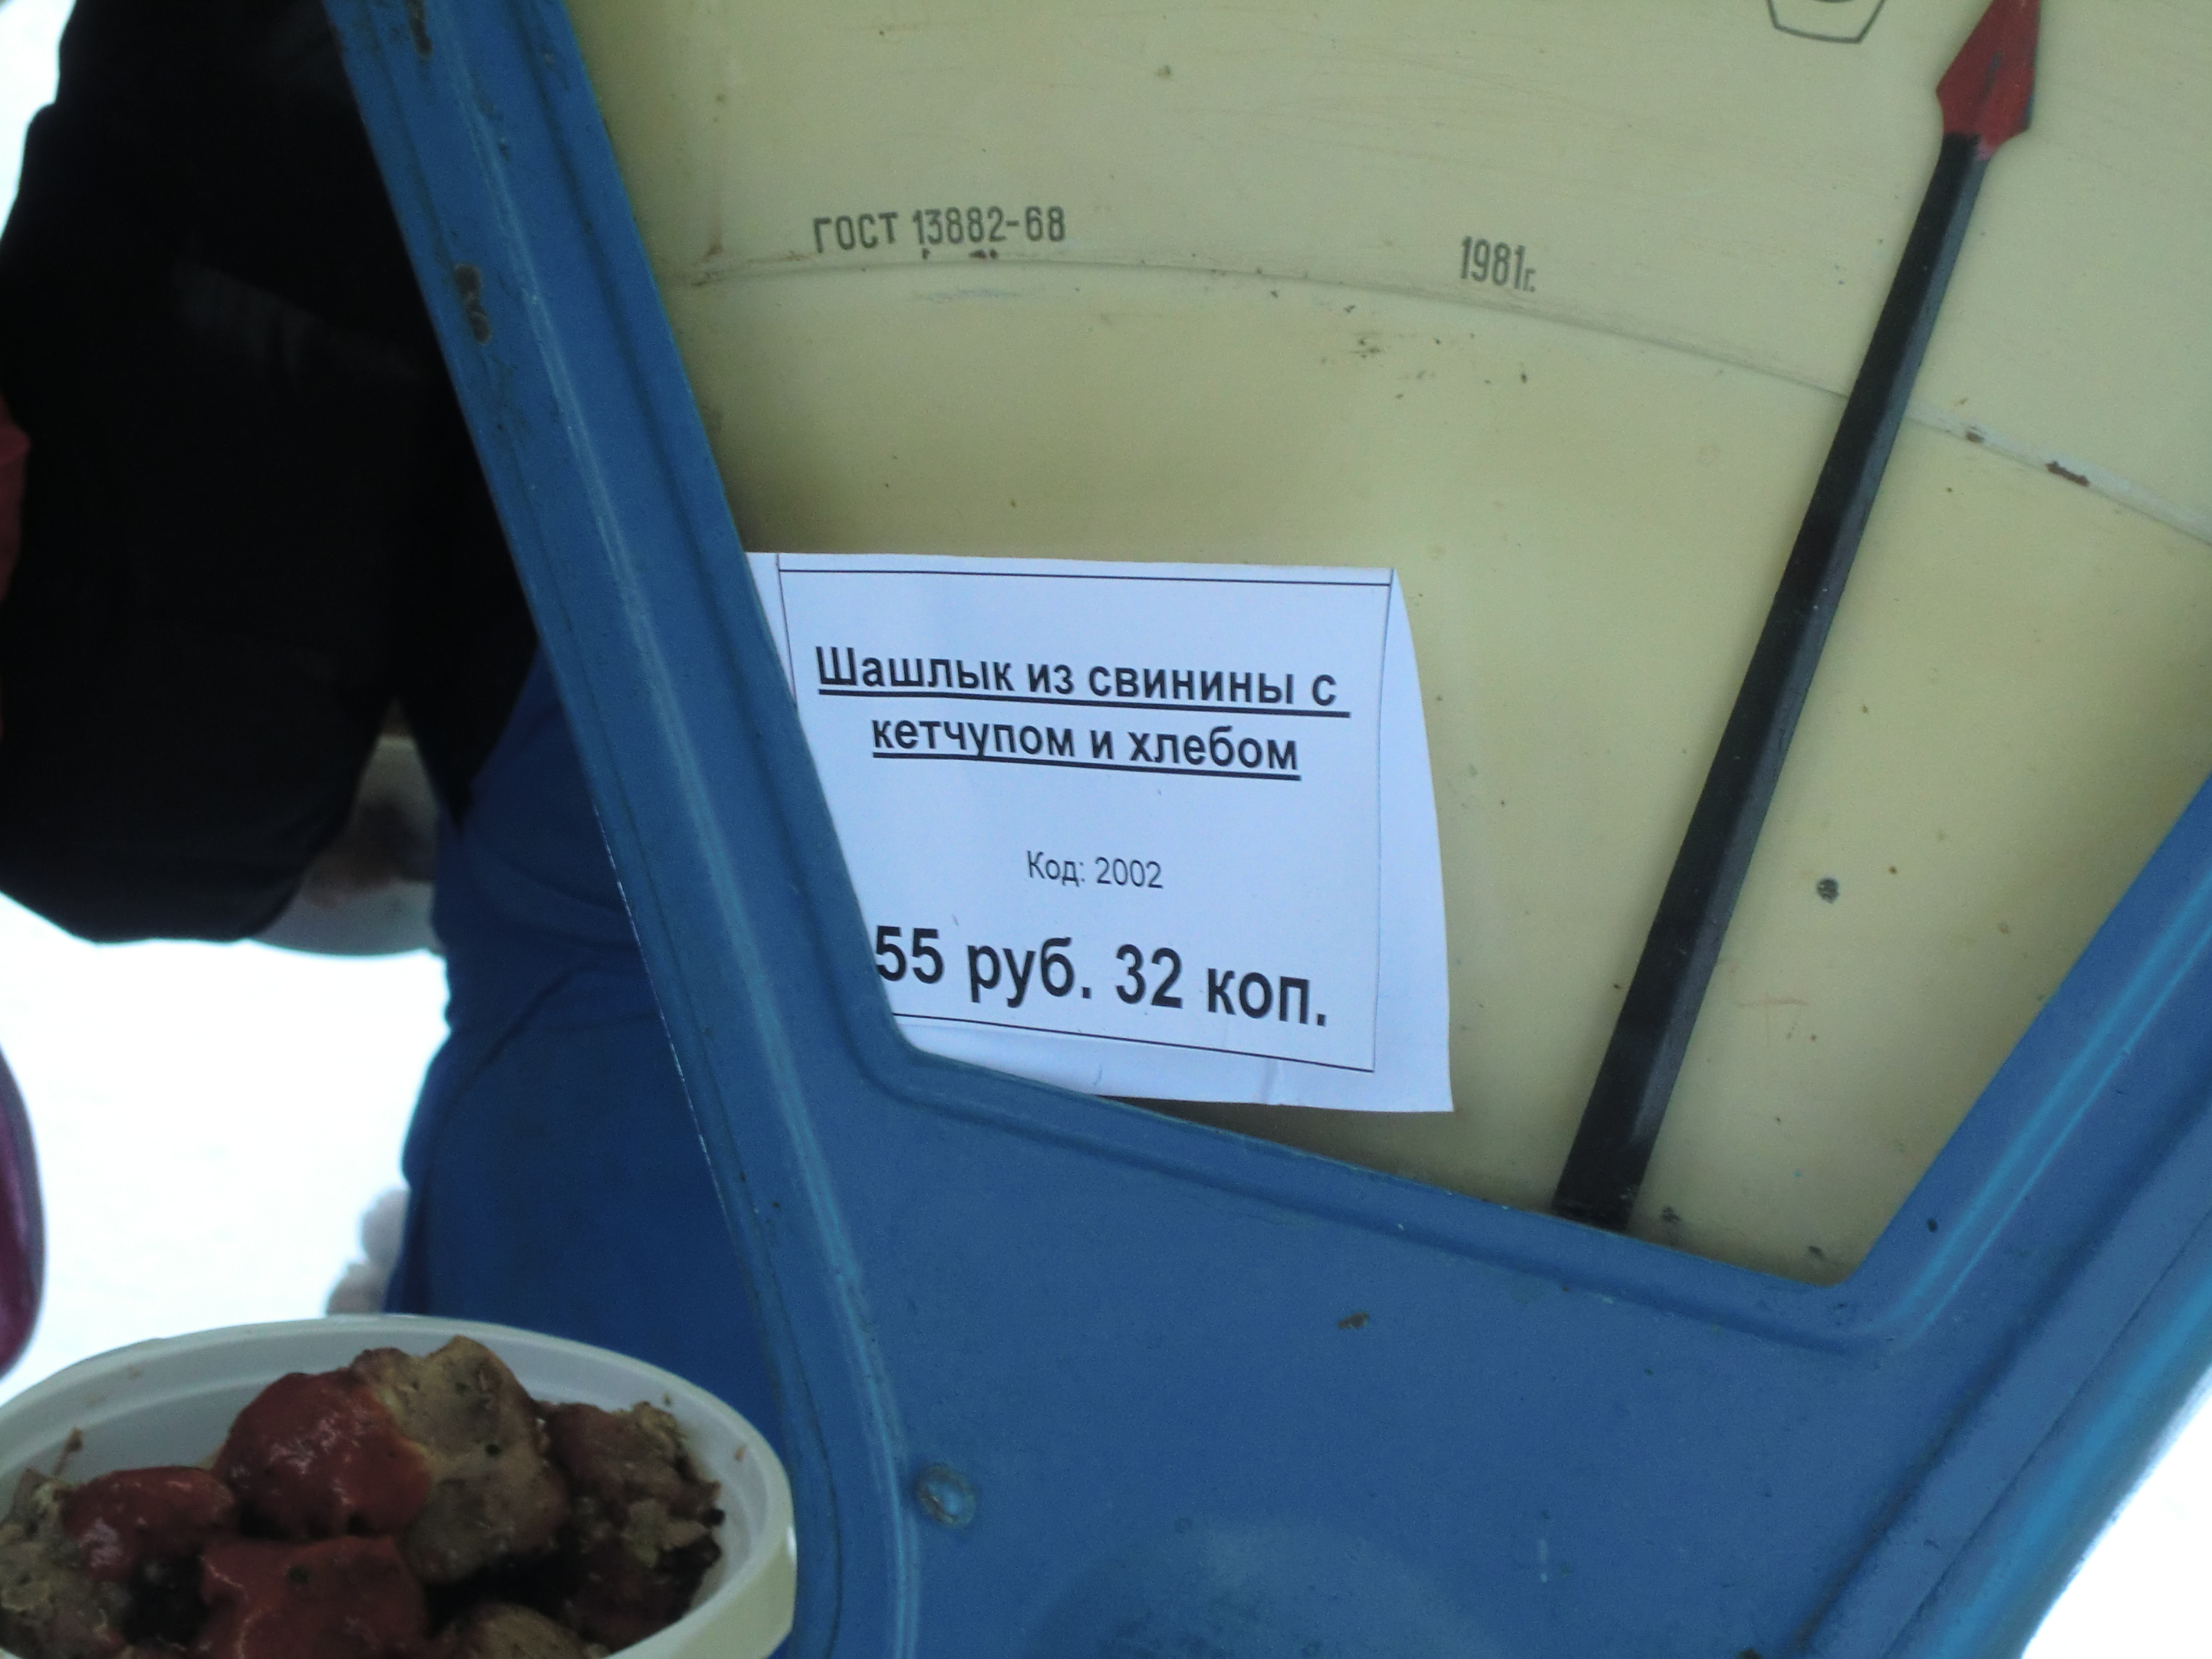 ГОСТ 13882-68
1981г.
Шашлык из свинины с
кетчупом и хлебом
Код: 2002
55 руб. 32 коп.